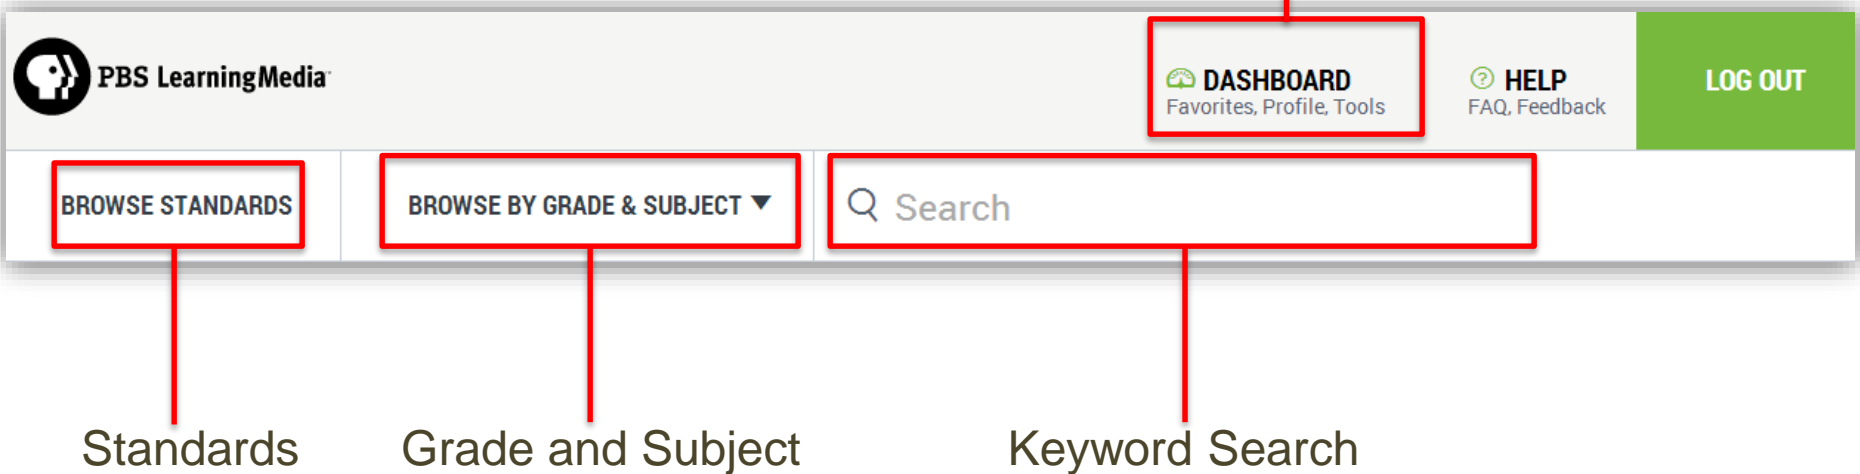 PBS LearningMedia
DASHBOARD
Favorites, Profile, Tools
HELP
FAQ, Feedback
LOG OUT
BROWSE STANDARDS
BROWSE BY GRADE & SUBJECT
Search
Standards
Grade and Subject
Keyword Search